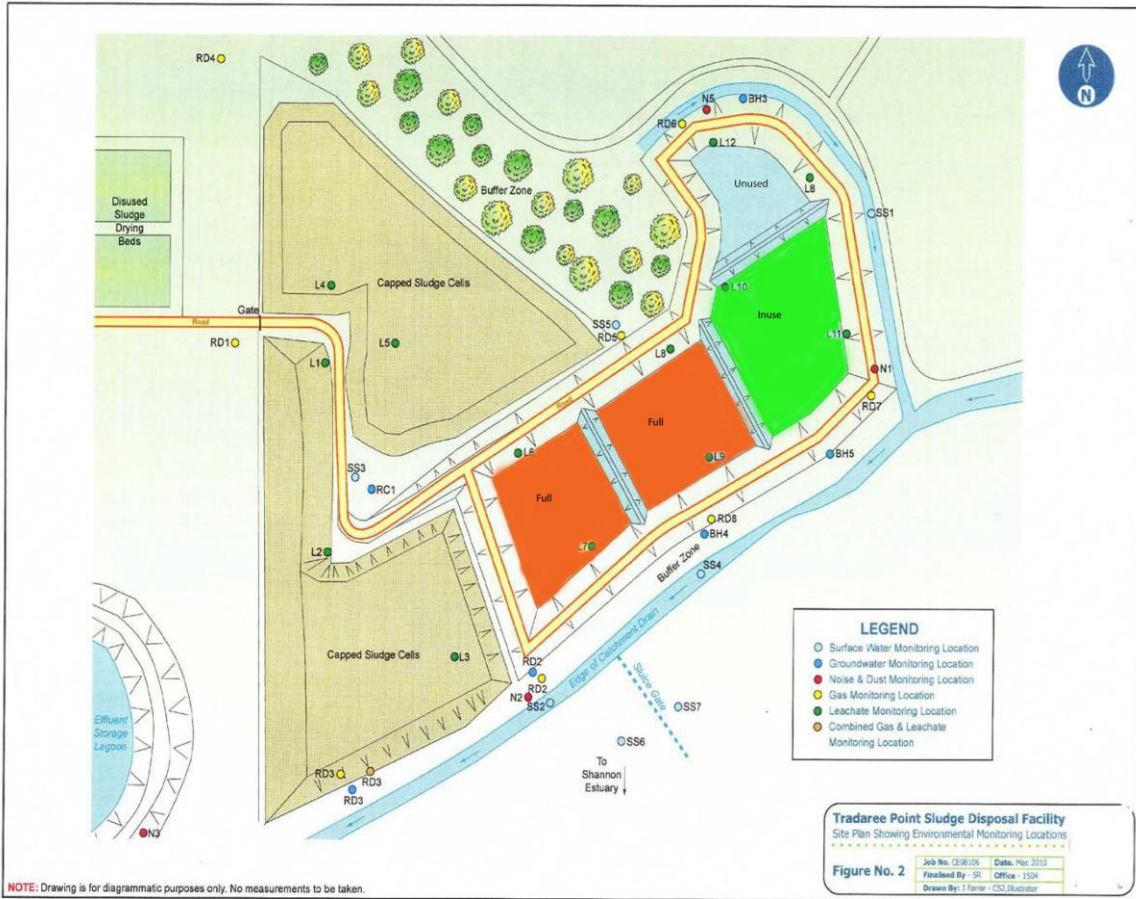 RD4
N
N5
BH3
RD6
L12
Unused
L8
Buffer Zone
SS1
Disused
Sludge
Drying
Beds
Capped Sludge Cells
L4
L10
Inuse
Gate
Road
SS5
RD5
L11
RD1
L5
L8
L1
N1
RD7
Road
Full
L6
L9
BH5
SS3
RC1
Full
RD8
BH4
L2
L7
Buffer Zone
SS4
Edge of Catchment Drain
Capped Sludge Cells
L3
RD2
RD2
N2
SS2
Sluice Gate
SS7
SS6
Effluent
Storage
Lagoon
To
Shannon
Estuary
RD3
RD3
RD3
N3
LEGEND
Surface Water Monitoring Location
Groundwater Monitoring Location
Noise & Dust Monitoring Location
Gas Monitoring Location
Leachate Monitoring Location
Combined Gas & Leachate
Monitoring Location
Tradaree Point Sludge Disposal Facility
Site Plan Showing Environmental Monitoring Locations
Figure No. 2
Job No. CE08106 Date. Mar. 2010
Finalised By - SR Office - 1504
Drawn By: J Farrar - CS2,Illustrator
NOTE: Drawing is for diagrammatic purposes only. No measurements to be taken.